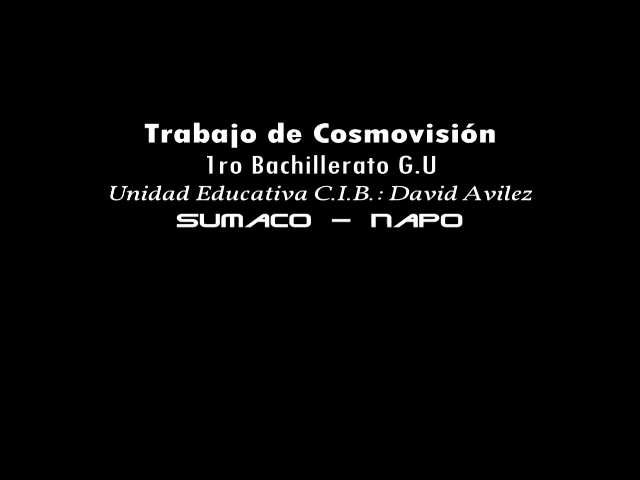 Trabajo de Cosmovisión
1ro Bachillerato G.U
Unidad Educativa C.I.B.: David Avilez
SUMACO - NAPO